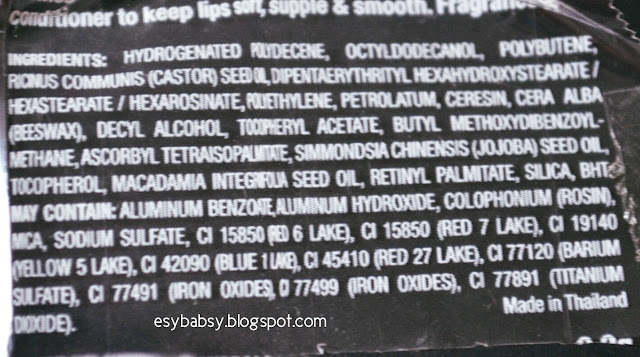 conditioner to keep lips soft, supple & smooth. Fragran
INGREDIENTS: HYDROGENATED POLYDECENE, OCTYLDODECANOL, POLYBUTENE,
RICINUS COMMUNIS (CASTOR) SEED OIL, DIPENTAERYTHRITYL HEXAHYDROXYSTEARATE /
HEXASTEARATE / HEXAROSINATE, POLYETHYLENE, PETROLATUM, CERESIN, CERA ALBA
(BEESWAX), DECYL ALCOHOL, TOCOPHERYL ACETATE, BUTYL METHOXYDIBENZOYL-
METHANE, ASCORBYL TETRAISOPALMITATE, SIMMONDSIA CHINENSIS (JOJOBA) SEED OIL,
TOCOPHEROL, MACADAMIA INTEGRIFOLIA SEED OIL, RETINYL PALMITATE, SILICA, BHT
MAY CONTAIN: ALUMINUM BENZOATE, ALUMINUM HYDROXIDE, COLOPHONIUM (ROSIN),
MICA, SODIUM SULFATE, CI 15850 (RED 6 LAKE), CI 15850 (RED 7 LAKE), CI 19140
(YELLOW 5 LAKE), CI 42090 (BLUE 1 LAKE), CI 45410 (RED 27 LAKE), CI 77120 (BARIUM
SULFATE), CI 77491 (IRON OXIDES), CI 77499 (IRON OXIDES), CI 77891 (TITANIUM
DIOXIDE).
Made in Thailand
esybabsy.blogspot.com